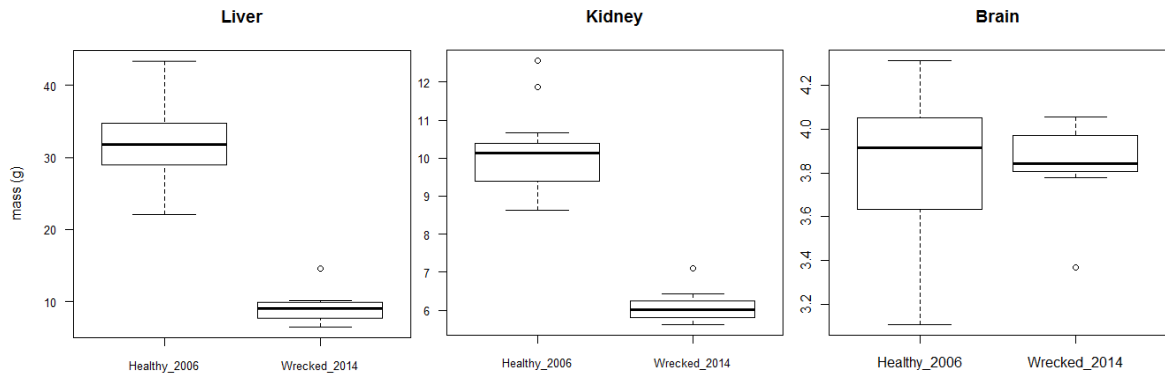 Liver
Kidney
Brain
mass (g)
40
30
20
10
12
11
10
9
8
7
6
4.2
4.0
3.8
3.6
3.4
3.2
Healthy_2006
Wrecked_2014
Healthy_2006
Wrecked_2014
Healthy_2006
Wrecked_2014